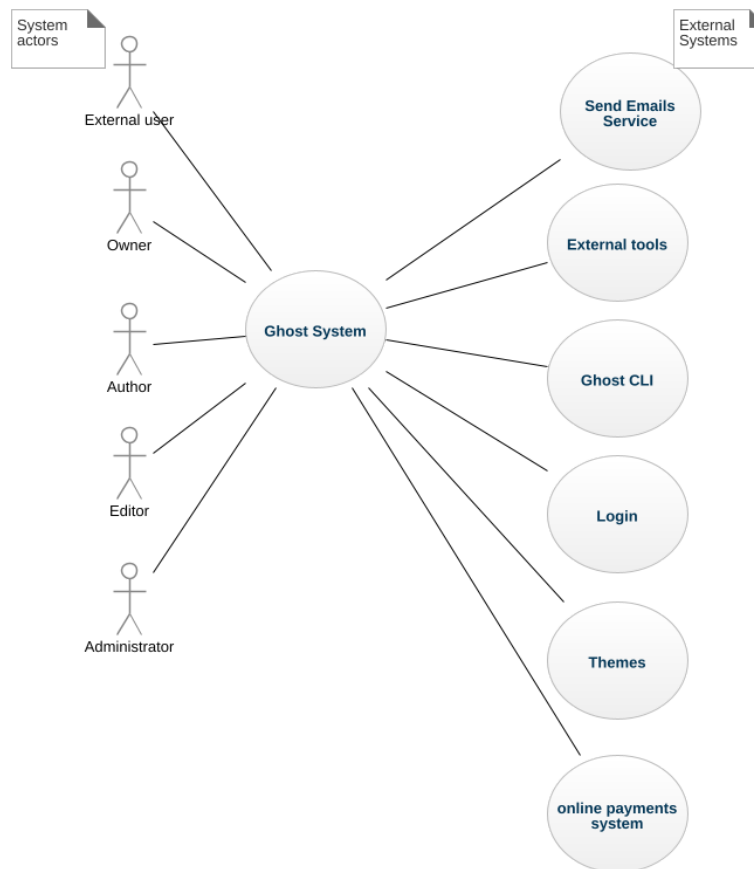 System
actors
External
Systems
External user
Send Emails
Service
Owner
External tools
Ghost System
Author
Ghost CLI
Editor
Login
Administrator
Themes
online payments
system